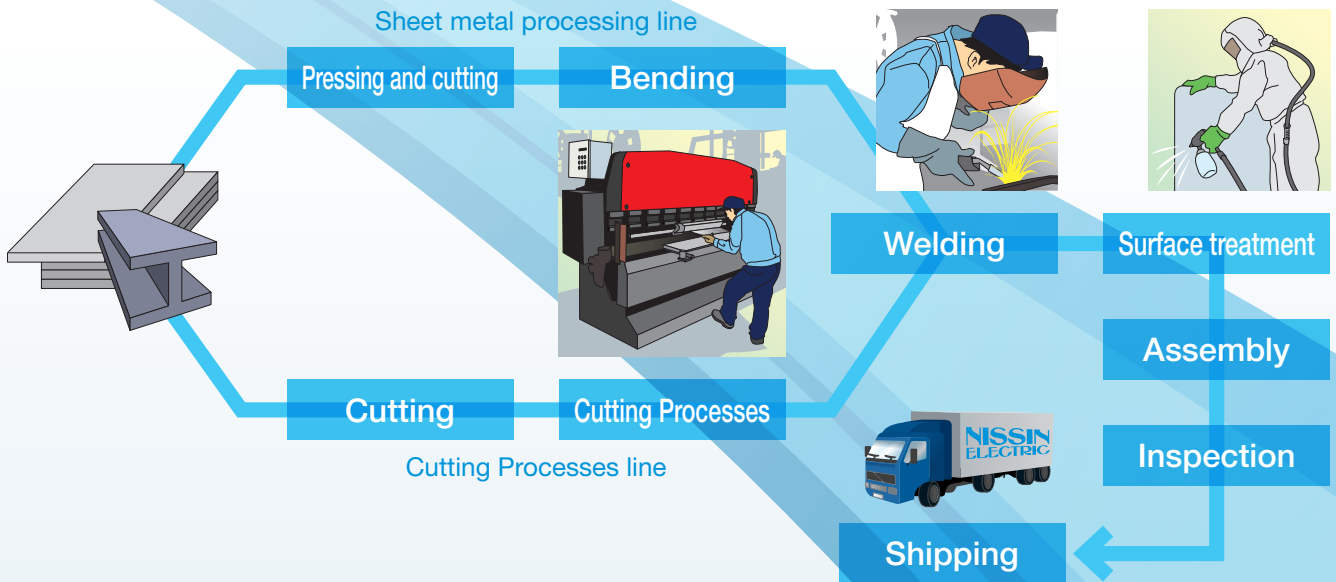 Sheet metal processing line
Pressing and cutting
Bending
Welding
Surface treatment
Assembly
Cutting
Cutting Processes
Cutting Processes line
NISSIN
ELECTRIC
Inspection
Shipping